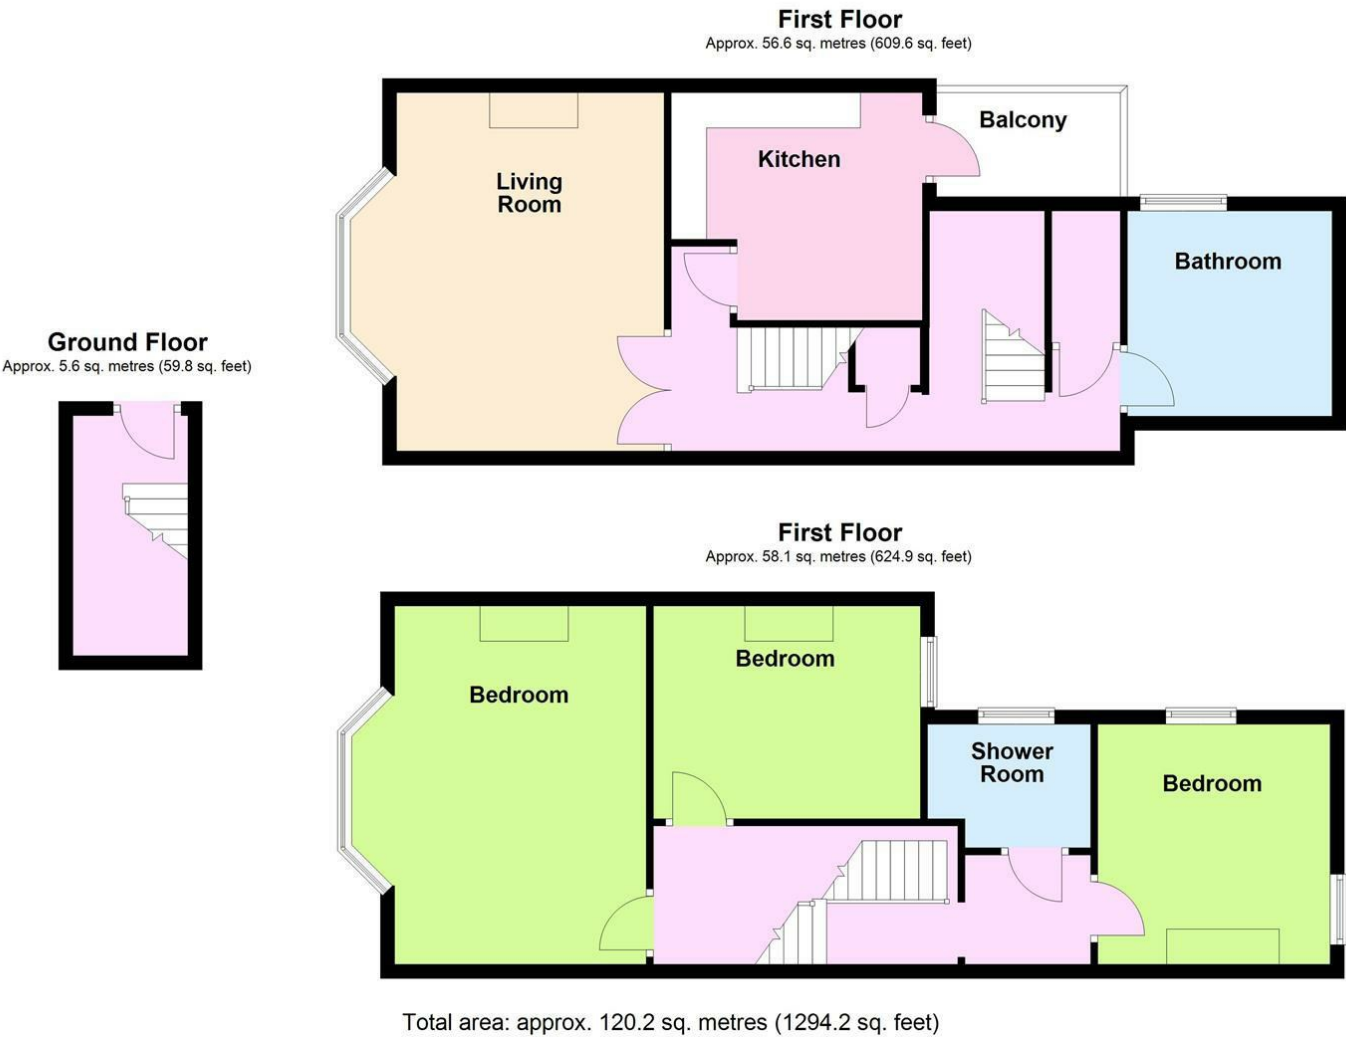 First Floor
Approx. 56.6 sq. metres (609.6 sq. feet)
Balcony
Kitchen
Living
Room
Bathroom
Ground Floor
Approx. 5.6 sq. metres (59.8 sq. feet)
First Floor
Approx. 58.1 sq. metres (624.9 sq. feet)
Bedroom
Bedroom
Shower
Room
Bedroom
Total area: approx. 120.2 sq. metres (1294.2 sq. feet)